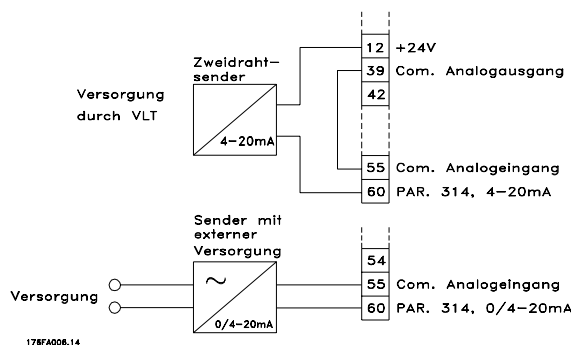 Zweidraht-
sender
Versorgung
durch VLT
4-20mA
12 +24V
39 Com. Analogausgang
42
55 Com. Analogeingang
60 PAR. 314, 4-20mA
Sender mit
externer
Versorgung
Versorgung
~
0/4-20mA
54
55 Com. Analogeingang
60 PAR. 314, 0/4-20mA
175FA006.14